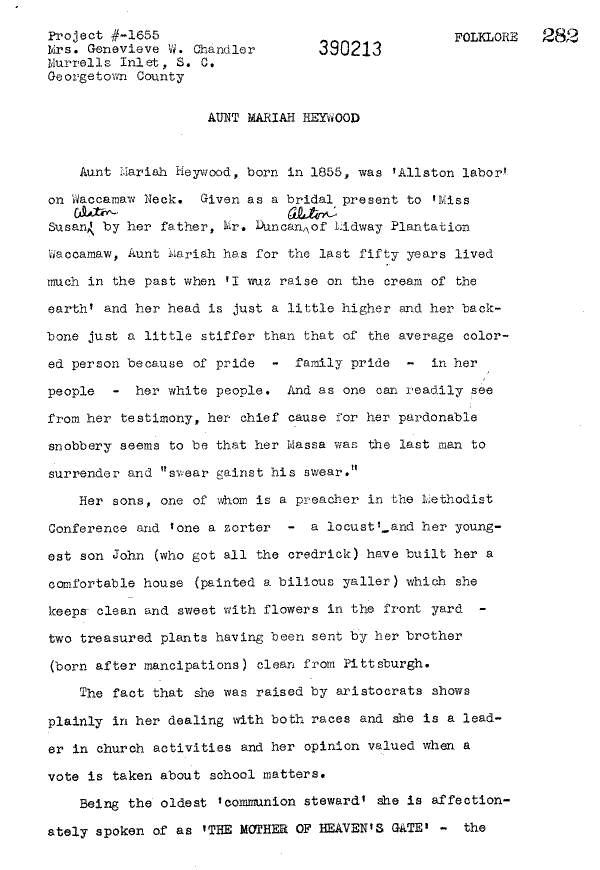 Project #-1655
Mrs. Genevieve W. Chandler
Murrells Inlet, S. C.
Georgetown County
390213
FOLKLORE 282
AUNT MARIAH HEYWOOD
Aunt Mariah Heywood, born in 1855, was 'Allston labor'
on Waccamaw Neck. Given as a bridal present to 'Miss
Alston Alston
Susan,' by her father, Mr. Duncan, of Midway Plantation
Waccamaw, Aunt Mariah has for the last fifty years lived
much in the past when 'I wuz raise on the cream of the
earth' and her head is just a little higher and her back-
bone just a little stiffer than that of the average color-
ed person because of pride - family pride - in her
people - her white people. And as one can readily see
from her testimony, her chief cause for her pardonable
snobbery seems to be that her Massa was the last man to
surrender and "swear gainst his swear."
Her sons, one of whom is a preacher in the Methodist
Conference and 'one a zorter - a locust' and her young-
est son John (who got all the credrick) have built her a
comfortable house (painted a bilious yaller) which she
keeps clean and sweet with flowers in the front yard -
two treasured plants having been sent by her brother
(born after mancipations) clean from Pittsburgh.
The fact that she was raised by aristocrats shows
plainly in her dealing with both races and she is a lead-
er in church activities and her opinion valued when a
vote is taken about school matters.
Being the oldest 'communion steward' she is affection-
ately spoken of as 'THE MOTHER OF HEAVEN'S GATE' - the